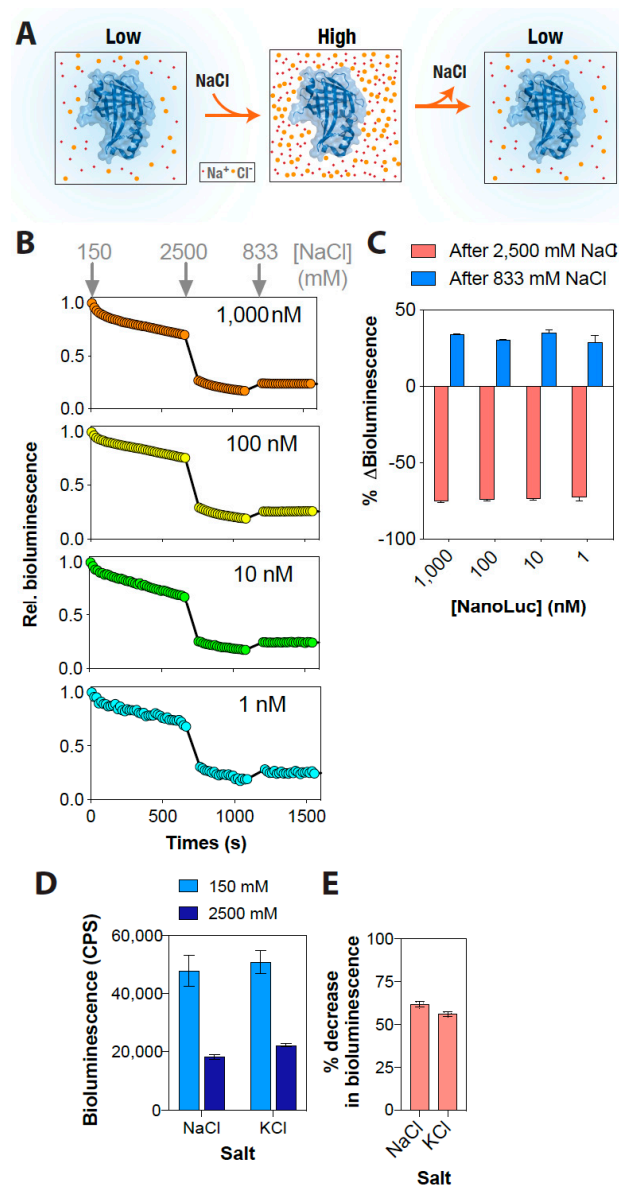 A
Low
High
Low
NaCl
NaCl
Na+ Cl-
B
150 2500 833 [NaCl]
(mM)
1.0
0.5
0.0
1,000 nM
1.0
0.5
0.0
100 nM
1.0
0.5
0.0
10 nM
1.0
0.5
0.0
1 nM
Rel. bioluminescence
0 500 1000 1500
Times (s)
C
After 2,500 mM NaCl
After 833 mM NaCl
50
0
-50
-100
% ΔBioluminescence
1,000 100 10 1
[NanoLuc] (nM)
D
150 mM
2500 mM
60,000
40,000
20,000
0
Bioluminescence (CPS)
NaCl KCl
Salt
E
100
75
50
25
0
% decrease
in bioluminescence
NaCl KCl
Salt